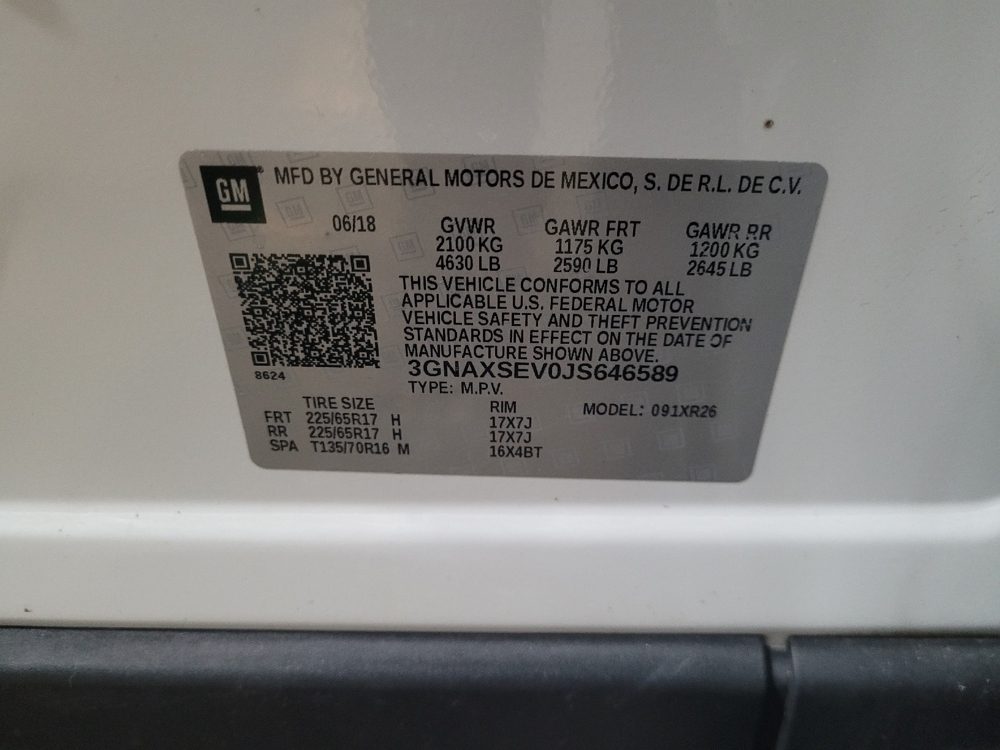 GM
MFD BY GENERAL MOTORS DE MEXICO, S. DE R.L. DE C.V.
06/18 GVWR GAWR FRT GAWR RR
2100 KG 1175 KG 1200 KG
4630 LB 2590 LB 2645 LB
THIS VEHICLE CONFORMS TO ALL
APPLICABLE U.S. FEDERAL MOTOR
VEHICLE SAFETY AND THEFT PREVENTION
STANDARDS IN EFFECT ON THE DATE OF
MANUFACTURE SHOWN ABOVE.
3GNAXSEV0JS646589
8624
TYPE: M.P.V.
TIRE SIZE RIM MODEL: 091XR26
FRT 225/65R17 H 17X7J
RR 225/65R17 H 17X7J
SPA T135/70R16 M 16X4BT